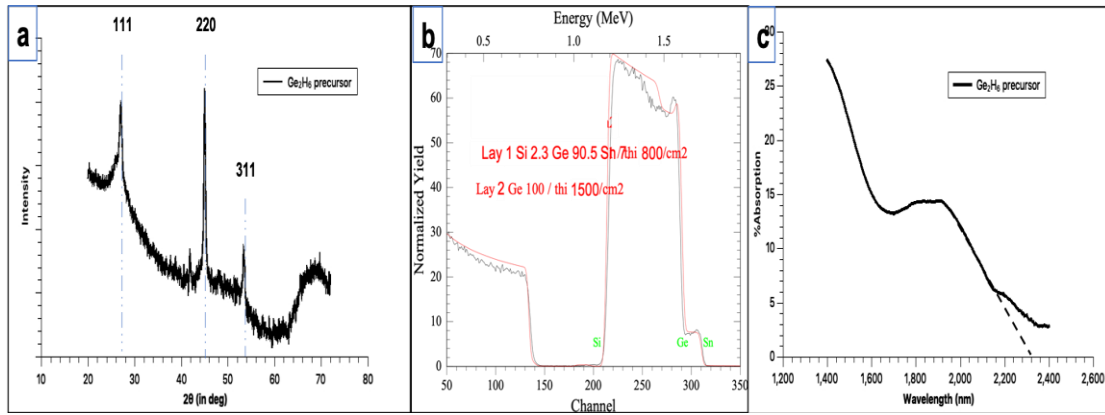 a
111
220
311
Ge₂H₆ precursor
Intensity
10 20 30 40 50 60 70 80
2θ (in deg)
b
Energy (MeV)
0.5 1.0 1.5
70
60
50
40
30
20
10
0
Normalized Yield
Lay 1 Si 2.3 Ge 90.5 Sn 800/cm2
Lay 2 Ge 100 / thi 1500/cm2
Si
Ge
Sn
50 100 150 200 250 300 350
Channel
c
Ge₂H₆ precursor
30
25
20
15
10
5
0
%Absorption
1,200 1,400 1,600 1,800 2,000 2,200 2,400 2,600
Wavelength (nm)